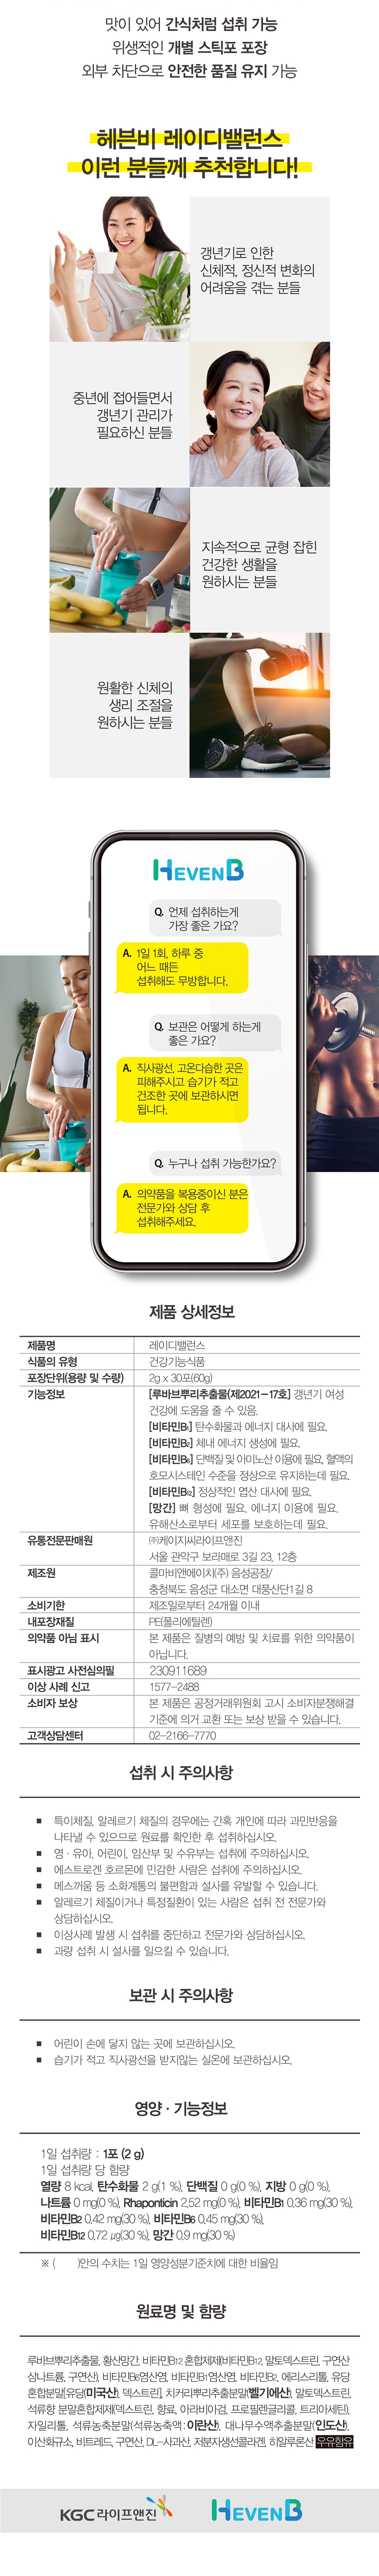 맛이 있어 간식처럼 섭취 가능
위생적인 개별 스틱포 포장
외부 차단으로 안전한 품질 유지 가능
헤븐비 레이디밸런스
이런 분들께 추천합니다!
갱년기로 인한
신체적, 정신적 변화의
어려움을 겪는 분들
중년에 접어들면서
갱년기 관리가
필요하신 분들
지속적으로 균형 잡힌
건강한 생활을
원하시는 분들
원활한 신체의
생리 조절을
원하시는 분들
HEVENB
Q. 언제 섭취하는게
가장 좋은 가요?
A. 1일 1회, 하루 중
어느 때든
섭취해도 무방합니다.
Q. 보관은 어떻게 하는게
좋은 가요?
A. 직사광선, 고온다습한 곳은
피해주시고 습기가 적고
건조한 곳에 보관하시면
됩니다.
Q. 누구나 섭취 가능한가요?
A. 의약품을 복용중이신 분은
전문가와 상담 후
섭취해주세요.
제품 상세정보
제품명 레이디밸런스
식품의 유형 건강기능식품
포장단위(용량 및 수량) 2g x 30포(60g)
기능정보 [루바브뿌리추출물(제2021-17호] 갱년기 여성
건강에 도움을 줄 수 있음.
[비타민B1] 탄수화물과 에너지 대사에 필요.
[비타민B2] 체내 에너지 생성에 필요.
[비타민B6] 단백질 및 아미노산 이용에 필요, 혈액의
호모시스테인 수준을 정상으로 유지하는데 필요.
[비타민B12] 정상적인 엽산 대사에 필요.
[망간] 뼈 형성에 필요. 에너지 이용에 필요.
유해산소로부터 세포를 보호하는데 필요.
유통전문판매원 ㈜케이지씨라이프앤진
서울 관악구 보라매로 3길 23, 12층
제조원 콜마비앤에이치(주) 음성공장/
충청북도 음성군 대소면 대풍산단1길 8
소비기한 제조일로부터 24개월 이내
내포장재질 PE(폴리에틸렌)
의약품 아님 표시 본 제품은 질병의 예방 및 치료를 위한 의약품이
아닙니다.
표시광고 사전심의필 230911689
이상 사례 신고 1577-2488
소비자 보상 본 제품은 공정거래위원회 고시 소비자분쟁해결
기준에 의거 교환 또는 보상 받을 수 있습니다.
고객상담센터 02-2166-7770
섭취 시 주의사항
■ 특이체질, 알레르기 체질의 경우에는 간혹 개인에 따라 과민반응을
나타낼 수 있으므로 원료를 확인한 후 섭취하십시오.
■ 영·유아, 어린이, 임산부 및 수유부는 섭취에 주의하십시오.
■ 에스트로겐 호르몬에 민감한 사람은 섭취에 주의하십시오.
■ 메스꺼움 등 소화계통의 불편함과 설사를 유발할 수 있습니다.
■ 알레르기 체질이거나 특정질환이 있는 사람은 섭취 전 전문가와
상담하십시오.
■ 이상사례 발생 시 섭취를 중단하고 전문가와 상담하십시오.
■ 과량 섭취 시 설사를 일으킬 수 있습니다.
보관 시 주의사항
■ 어린이 손에 닿지 않는 곳에 보관하십시오.
■ 습기가 적고 직사광선을 받지않는 실온에 보관하십시오.
영양·기능정보
1일 섭취량 : 1포 (2 g)
1일 섭취량 당 함량
열량 8 kcal, 탄수화물 2 g(1 %), 단백질 0 g(0 %), 지방 0 g(0 %),
나트륨 0 mg(0 %), Rhaponticin 2.52 mg(0 %), 비타민B1 0.36 mg(30 %),
비타민B2 0.42 mg(30 %), 비타민B6 0.45 mg(30 %),
비타민B12 0.72 ㎍(30 %), 망간 0.9 mg(30 %)
※ ( )안의 수치는 1일 영양성분기준치에 대한 비율임
원료명 및 함량
루바브뿌리추출물, 황산망간, 비타민B12 혼합제제[비타민B12, 말토덱스트린, 구연산
삼나트륨, 구연산], 비타민B6염산염, 비타민B1염산염, 비타민B2, 에리스리톨, 유당
혼합분말[유당(미국산), 덱스트린], 치커리뿌리추출분말(벨기에산), 말토덱스트린,
석류향 분말혼합제제(덱스트린, 향료, 아라비아검, 프로필렌글리콜, 트리아세틴),
자일리톨, 석류농축분말(석류농축액:이란산), 대나무수액추출분말(인도산),
이산화규소, 비트레드, 구연산, DL-사과산, 저분자생선콜라겐, 히알루론산 우유함유
KGC 라이프앤진 HEVENB